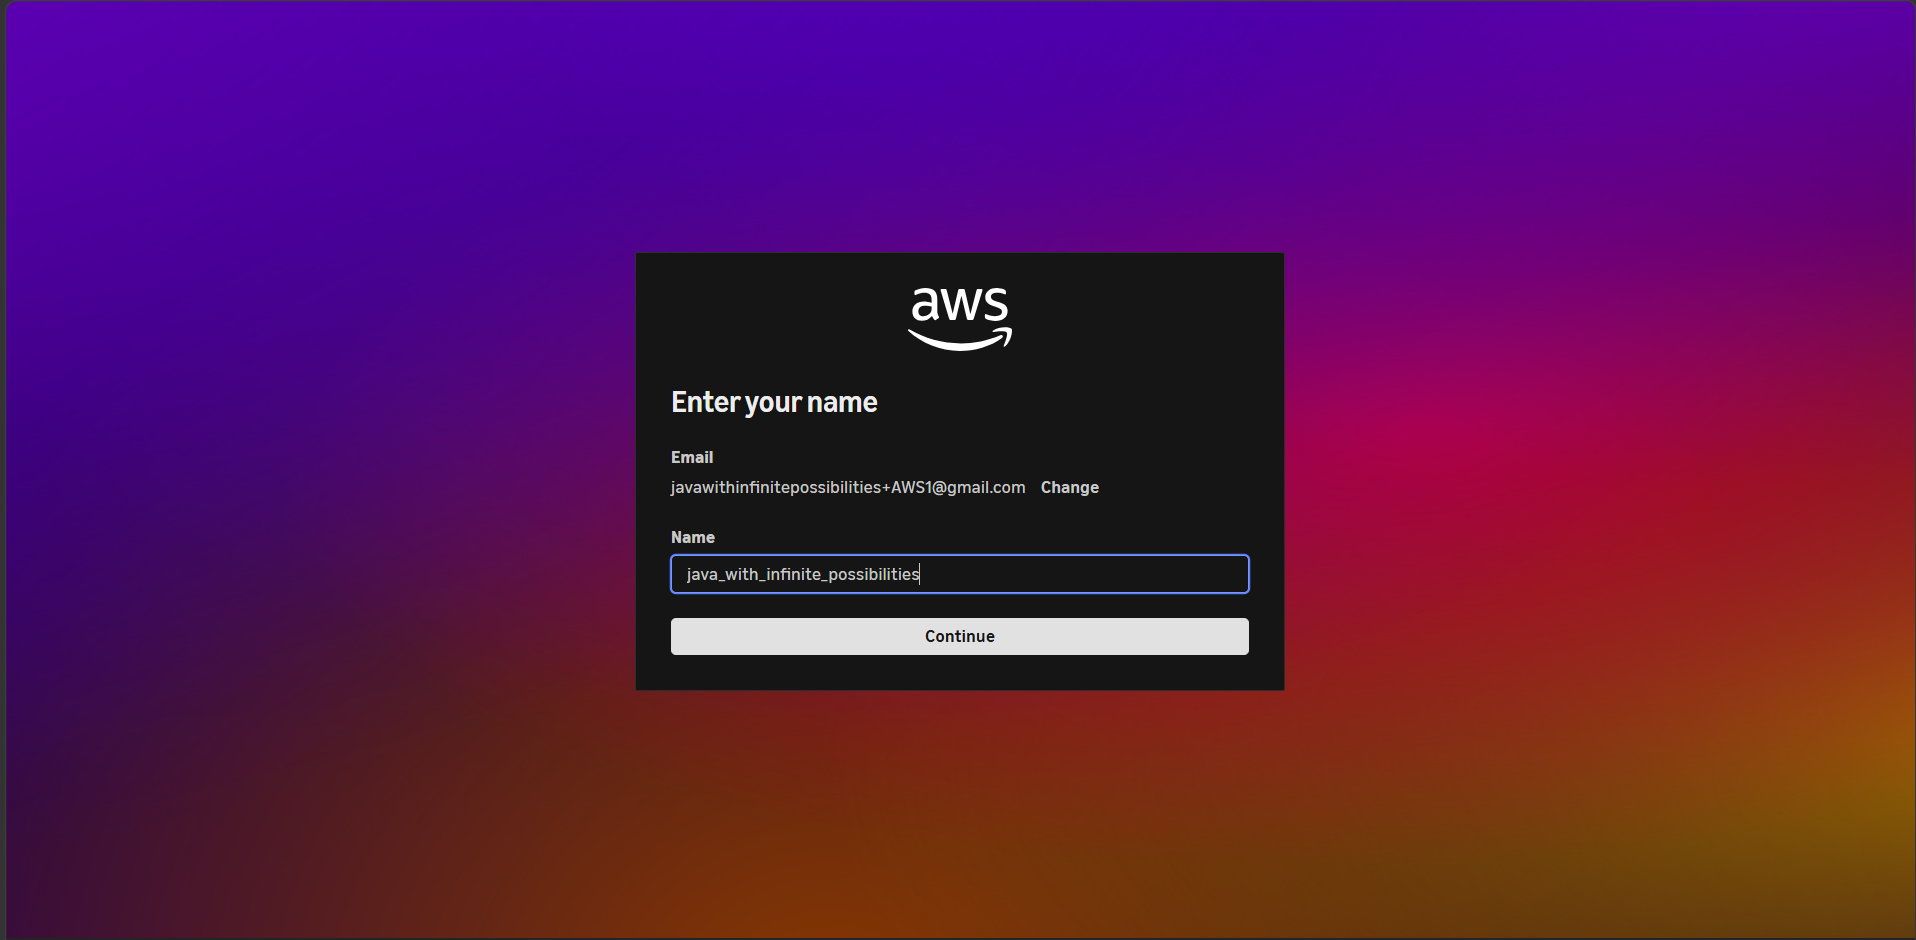 aws
Enter your name
Email
javawithinfinitepossibilities+AWS1@gmail.com Change
Name
java_with_infinite_possibilities
Continue